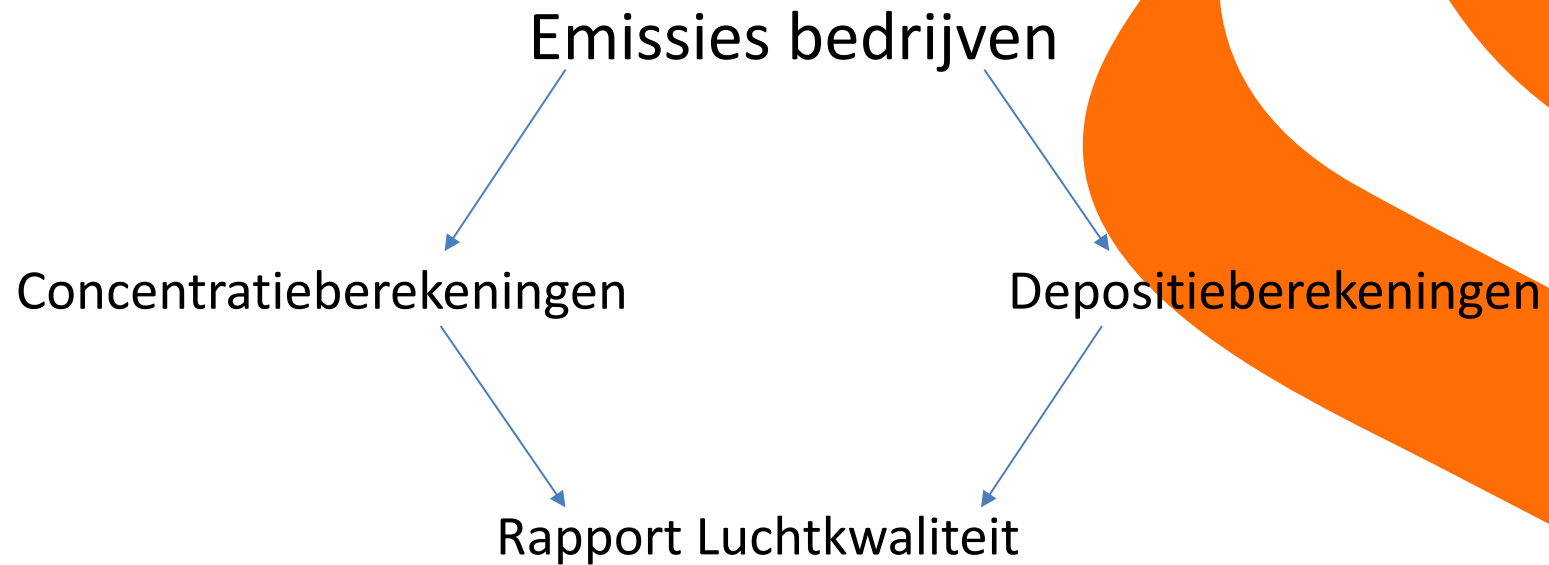 Emissies bedrijven
Concentratieberekeningen
Depositieberekeningen
Rapport Luchtkwaliteit